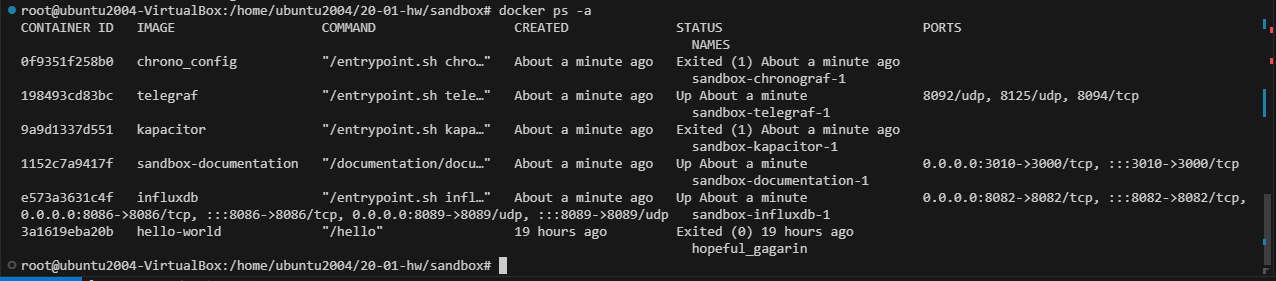 root@ubuntu2004-VirtualBox:/home/ubuntu2004/20-01-hw/sandbox# docker ps -a
CONTAINER ID   IMAGE                   COMMAND                  CREATED              STATUS                          PORTS
NAMES
0f9351f258b0   chrono_config           "/entrypoint.sh chro…"   About a minute ago   Exited (1) About a minute ago
sandbox-chronograf-1
198493cd83bc   telegraf                "/entrypoint.sh tele…"   About a minute ago   Up About a minute               8092/udp, 8125/udp, 8094/tcp
sandbox-telegraf-1
9a9d1337d551   kapacitor               "/entrypoint.sh kapa…"   About a minute ago   Exited (1) About a minute ago
sandbox-kapacitor-1
1152c7a9417f   sandbox-documentation   "/documentation/docu…"   About a minute ago   Up About a minute               0.0.0.0:3010->3000/tcp, :::3010->3000/tcp
sandbox-documentation-1
e573a3631c4f   influxdb                "/entrypoint.sh infl…"   About a minute ago   Up About a minute               0.0.0.0:8082->8082/tcp, :::8082->8082/tcp,
0.0.0.0:8086->8086/tcp, :::8086->8086/tcp, 0.0.0.0:8089->8089/udp, :::8089->8089/udp   sandbox-influxdb-1
3a1619eba20b   hello-world             "/hello"                 19 hours ago         Exited (0) 19 hours ago
hopeful_gagarin
root@ubuntu2004-VirtualBox:/home/ubuntu2004/20-01-hw/sandbox#